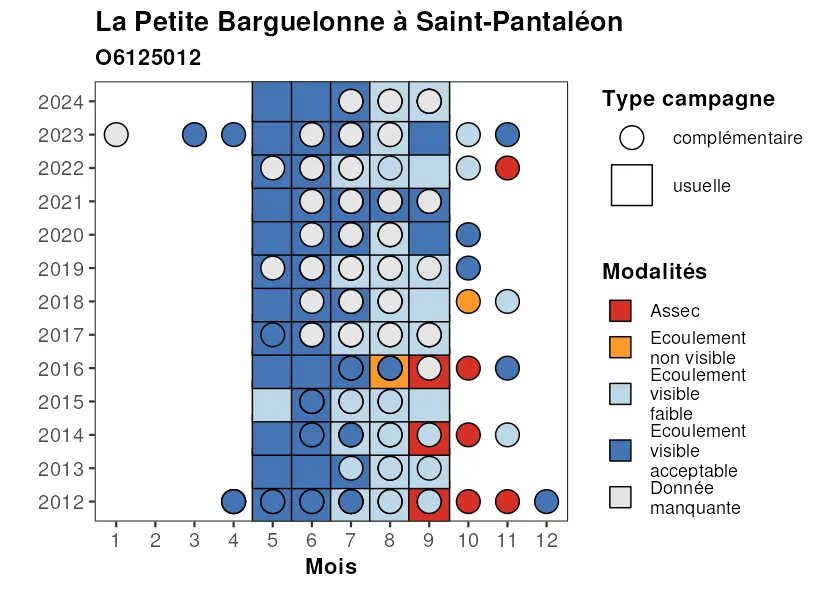 La Petite Barguelonne à Saint-Pantaléon
O6125012
2024
2023
2022
2021
2020
2019
2018
2017
2016
2015
2014
2013
2012
1 2 3 4 5 6 7 8 9 10 11 12
Mois
Type campagne
complémentaire
usuelle
Modalités
Assec
Ecoulement
non visible
Ecoulement
visible
faible
Ecoulement
visible
acceptable
Donnée
manquante